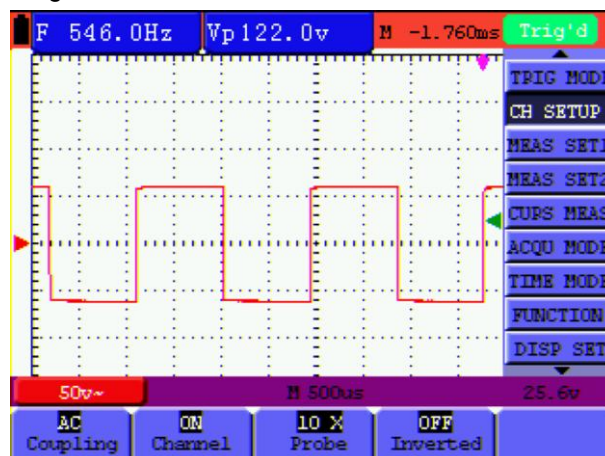 F 546.0Hz Vp122.0v M -1.760ms Trig'd
TRIG MODE
CH SETUP
MEAS SET1
MEAS SET2
CURS MEAS
ACQU MODE
TIME MODE
FUNCTION
DISP SET
50v~ M 500us 25.6v
AC ON 10 X OFF
Coupling Channel Probe Inverted